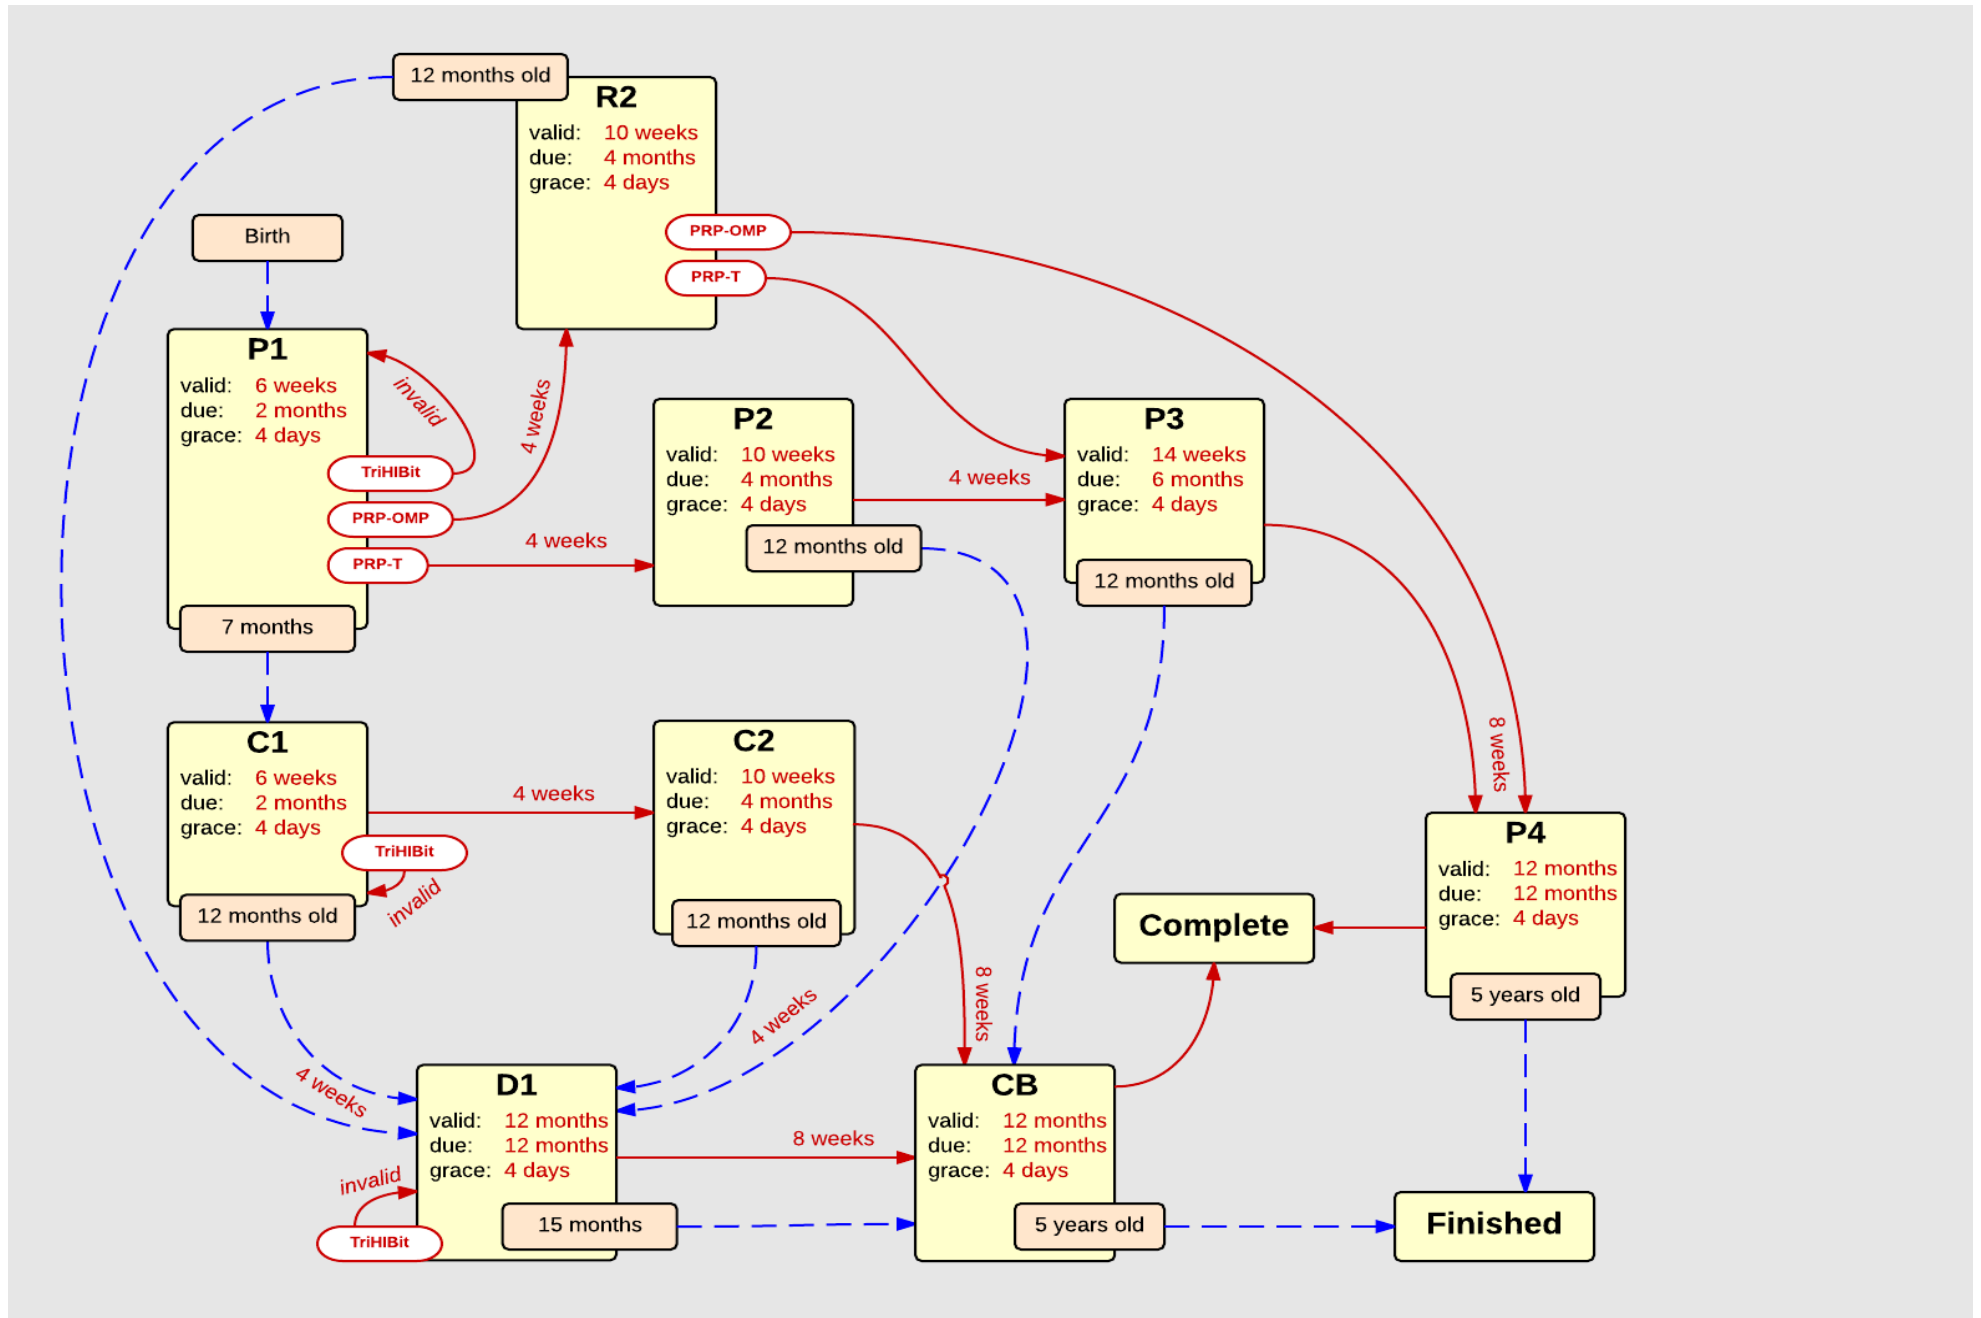 12 months old
R2
valid: 10 weeks
due: 4 months
grace: 4 days
PRP-OMP
PRP-T
Birth
P1
valid: 6 weeks
due: 2 months
grace: 4 days
TriHIBit
PRP-OMP
PRP-T
7 months
invalid
4 weeks
4 weeks
P2
valid: 10 weeks
due: 4 months
grace: 4 days
12 months old
4 weeks
P3
valid: 14 weeks
due: 6 months
grace: 4 days
12 months old
8 weeks
C1
valid: 6 weeks
due: 2 months
grace: 4 days
TriHIBit
invalid
12 months old
4 weeks
C2
valid: 10 weeks
due: 4 months
grace: 4 days
12 months old
8 weeks
4 weeks
4 weeks
P4
valid: 12 months
due: 12 months
grace: 4 days
5 years old
Complete
D1
valid: 12 months
due: 12 months
grace: 4 days
15 months
invalid
TriHIBit
8 weeks
CB
valid: 12 months
due: 12 months
grace: 4 days
5 years old
Finished